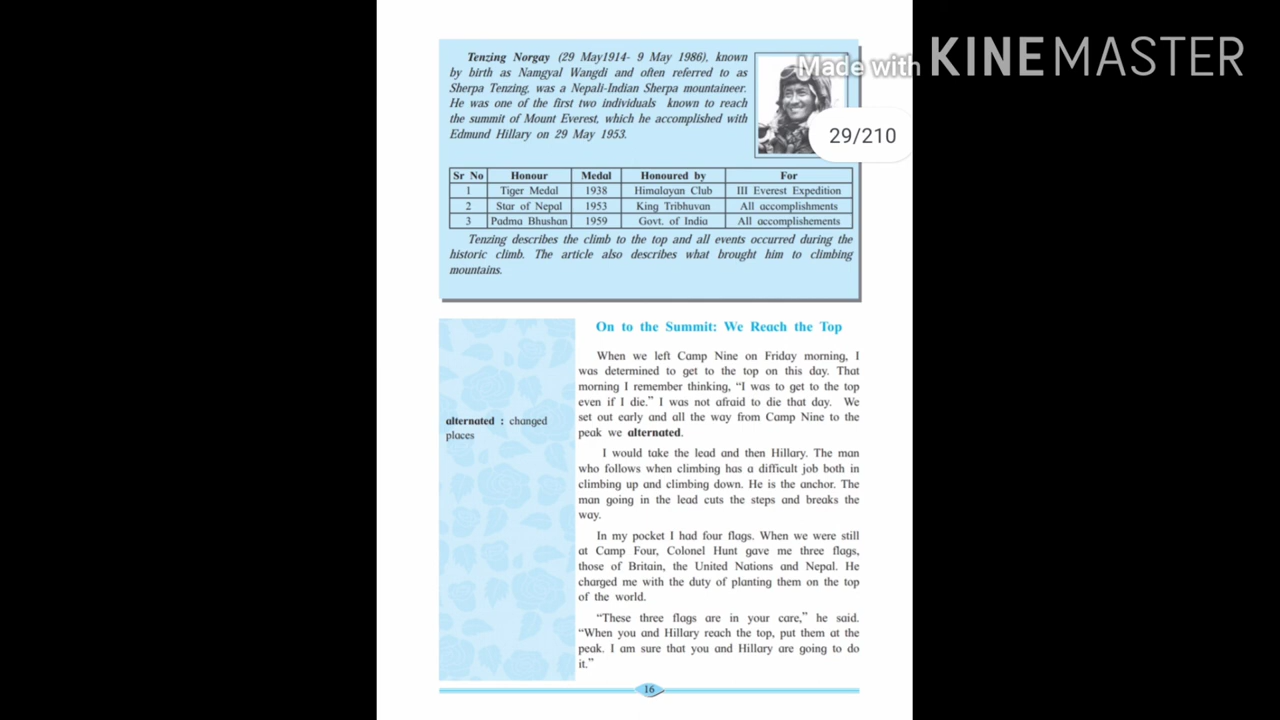 Made with KINEMASTER
29/210
Tenzing Norgay (29 May1914- 9 May 1986), known
by birth as Namgyal Wangdi and often referred to as
Sherpa Tenzing, was a Nepali-Indian Sherpa mountaineer.
He was one of the first two individuals known to reach
the summit of Mount Everest, which he accomplished with
Edmund Hillary on 29 May 1953.
Sr No Honour Medal Honoured by For
1 Tiger Medal 1938 Himalayan Club III Everest Expedition
2 Star of Nepal 1953 King Tribhuvan All accomplishments
3 Padma Bhushan 1959 Govt. of India All accomplishements
Tenzing describes the climb to the top and all events occurred during the
historic climb. The article also describes what brought him to climbing
mountains.
On to the Summit: We Reach the Top
When we left Camp Nine on Friday morning, I
was determined to get to the top on this day. That
morning I remember thinking, “I was to get to the top
even if I die.” I was not afraid to die that day. We
set out early and all the way from Camp Nine to the
peak we alternated.
alternated : changed
places
I would take the lead and then Hillary. The man
who follows when climbing has a difficult job both in
climbing up and climbing down. He is the anchor. The
man going in the lead cuts the steps and breaks the
way.
In my pocket I had four flags. When we were still
at Camp Four, Colonel Hunt gave me three flags,
those of Britain, the United Nations and Nepal. He
charged me with the duty of planting them on the top
of the world.
“These three flags are in your care,” he said.
“When you and Hillary reach the top, put them at the
peak. I am sure that you and Hillary are going to do
it.”
16